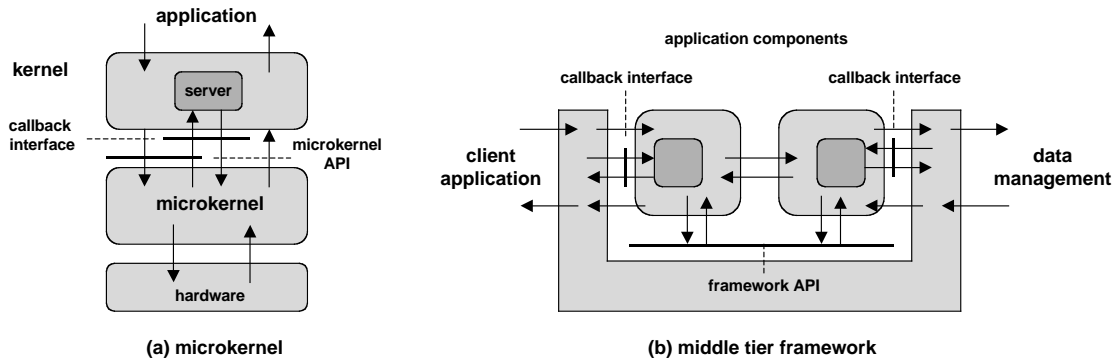 application
kernel
server
callback
interface
microkernel
API
microkernel
hardware
(a) microkernel
application components
callback interface
callback interface
client
application
data
management
framework API
(b) middle tier framework